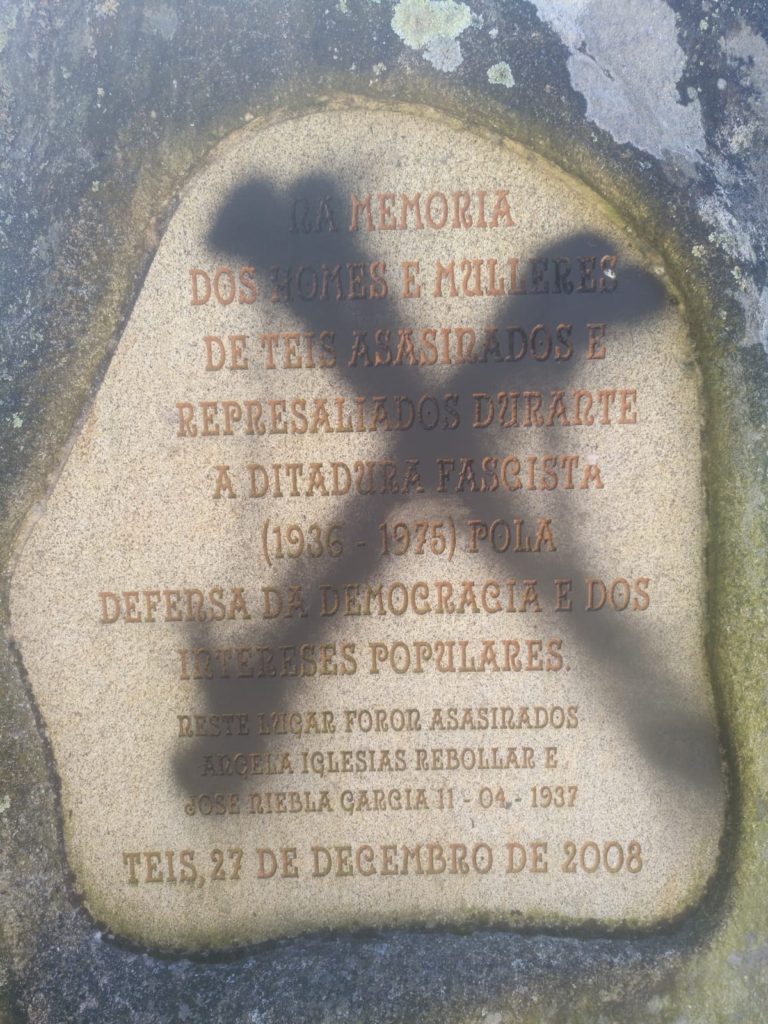 NA MEMORIA
DOS HOMES E MULLERES
DE TEIS ASASINADOS E
REPRESALIADOS DURANTE
A DITADURA FASCISTA
(1936 - 1975) POLA
DEFENSA DA DEMOCRACIA E DOS
INTERESES POPULARES.
NESTE LUGAR FORON ASASINADOS
ANGELA IGLESIAS REBOLLAR E
JOSE NIEBLA GARCIA 11 - 04 - 1937
TEIS, 27 DE DECEMBRO DE 2008